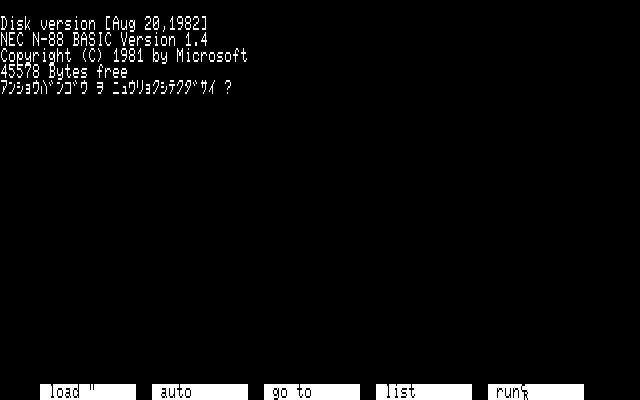 Disk version [Aug 20,1982]
NEC N-88 BASIC Version 1.4
Copyright (C) 1981 by Microsoft
45578 Bytes free
アンショウバンゴウ ヲ ニュウリョクシテクダサイ ?
load " auto go to list run